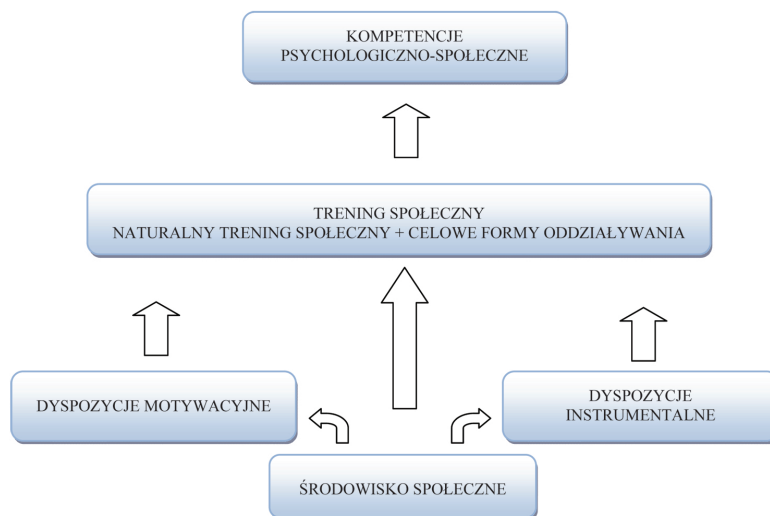 KOMPETENCJE
PSYCHOLOGICZNO-SPOŁECZNE
TRENING SPOŁECZNY
NATURALNY TRENING SPOŁECZNY + CELOWE FORMY ODDZIAŁYWANIA
DYSPOZYCJE MOTYWACYJNE
DYSPOZYCJE
INSTRUMENTALNE
ŚRODOWISKO SPOŁECZNE